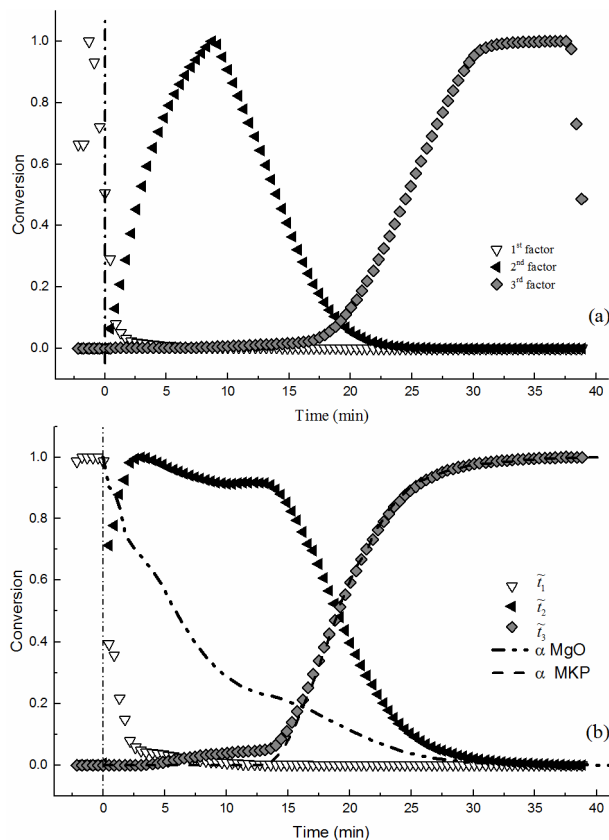 1.0
0.8
0.6
0.4
0.2
0.0
Conversion
1st factor
2nd factor
3rd factor
(a)
0 5 10 15 20 25 30 35 40
Time (min)
1.0
0.8
0.6
0.4
0.2
0.0
Conversion
t̃1
t̃2
t̃3
α MgO
α MKP
(b)
0 5 10 15 20 25 30 35 40
Time (min)